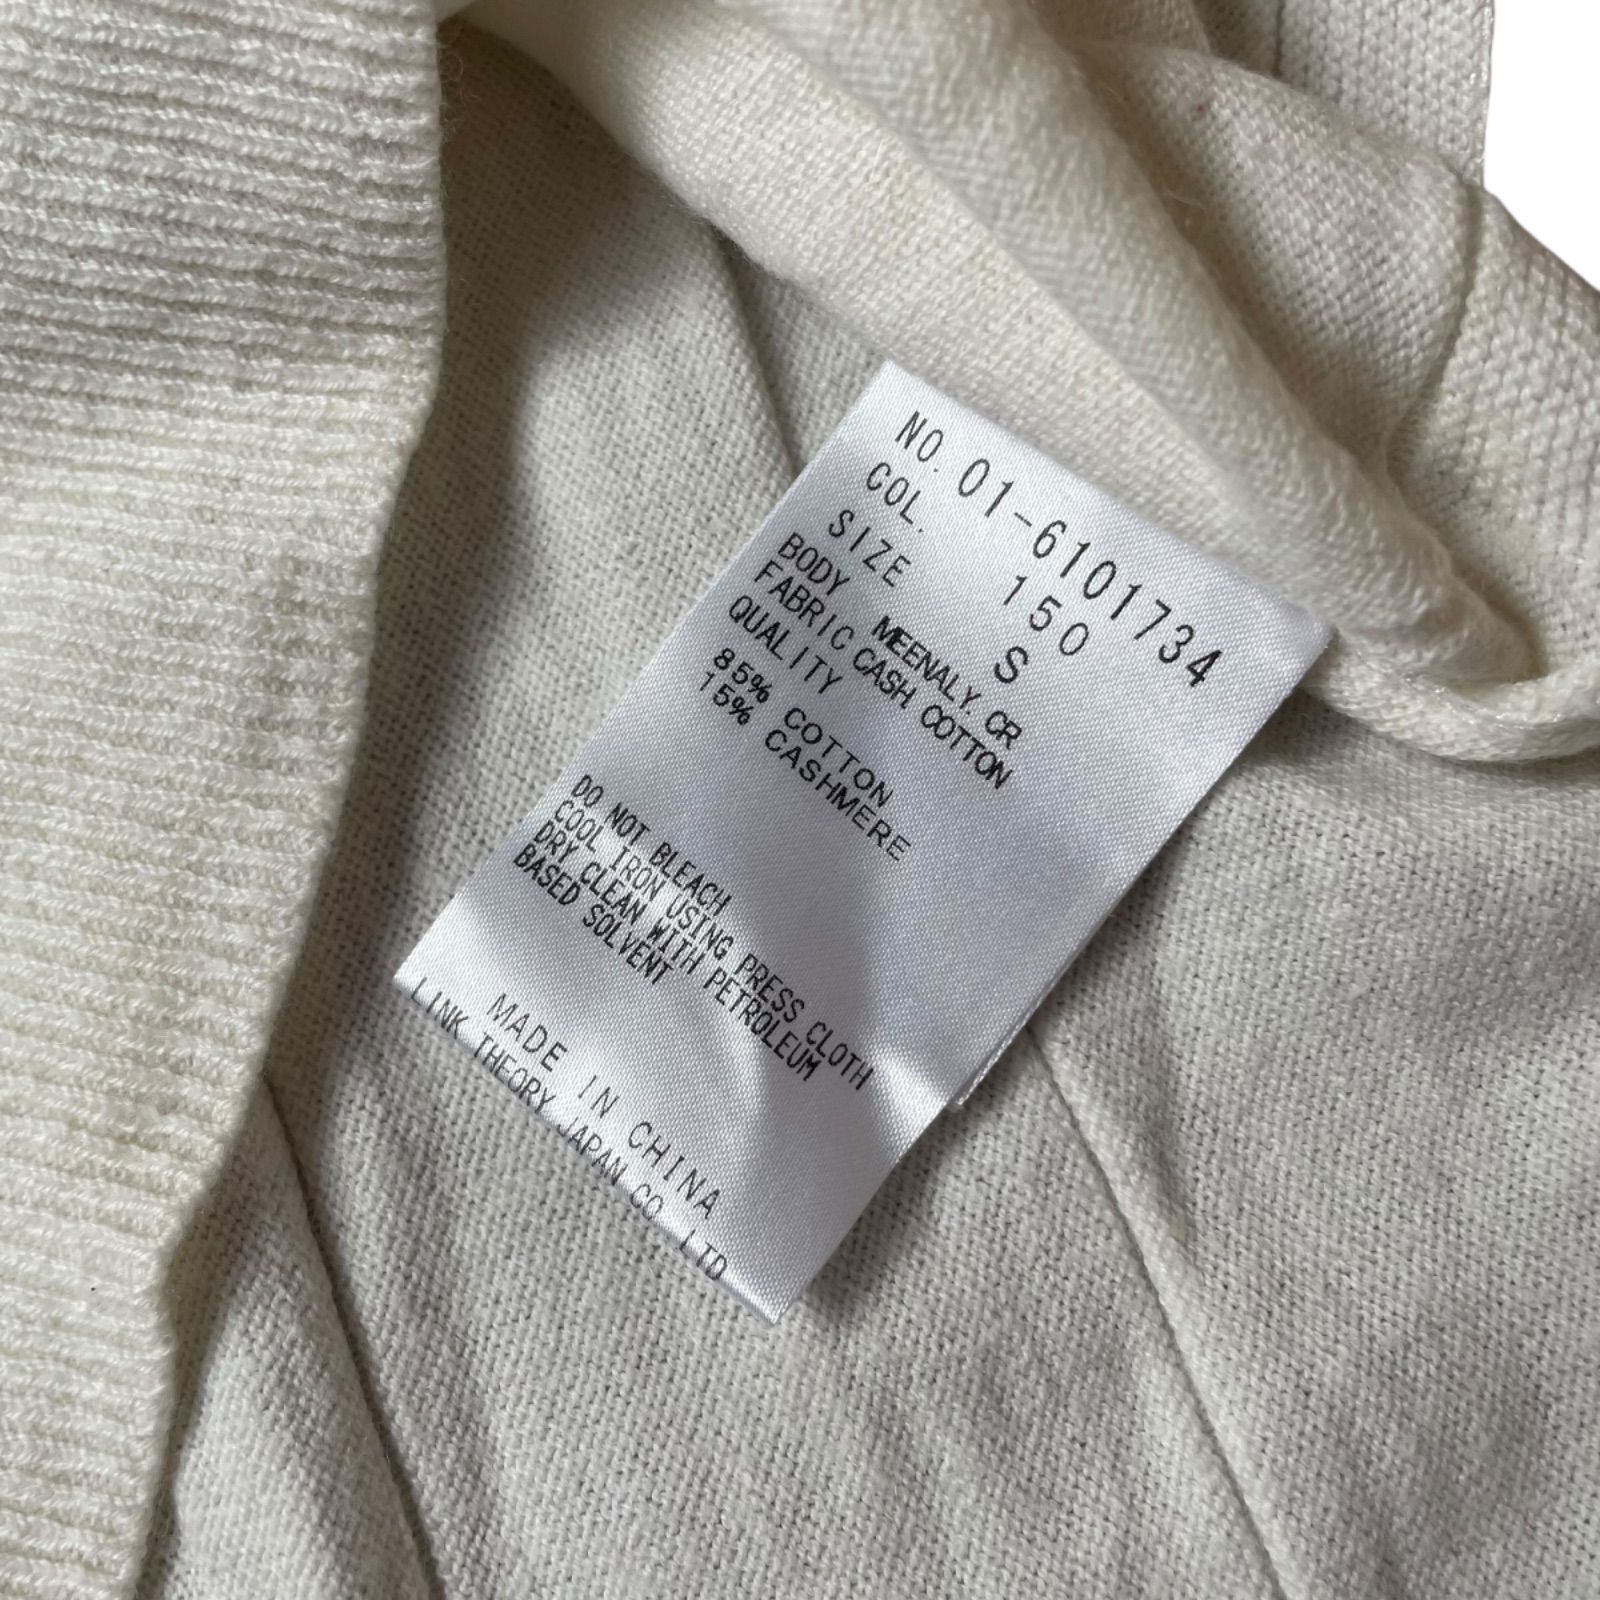 NO. 01-6101734
COL. 150
SIZE S
BODY MEENALY. CR
FABRIC CASH. COTTON
QUALITY
85% COTTON
15% CASHMERE
DO NOT BLEACH
COOL IRON USING PRESS CLOTH
DRY CLEAN WITH PETROLEUM
BASED SOLVENT
MADE IN CHINA
LINK THEORY JAPAN CO. LTD